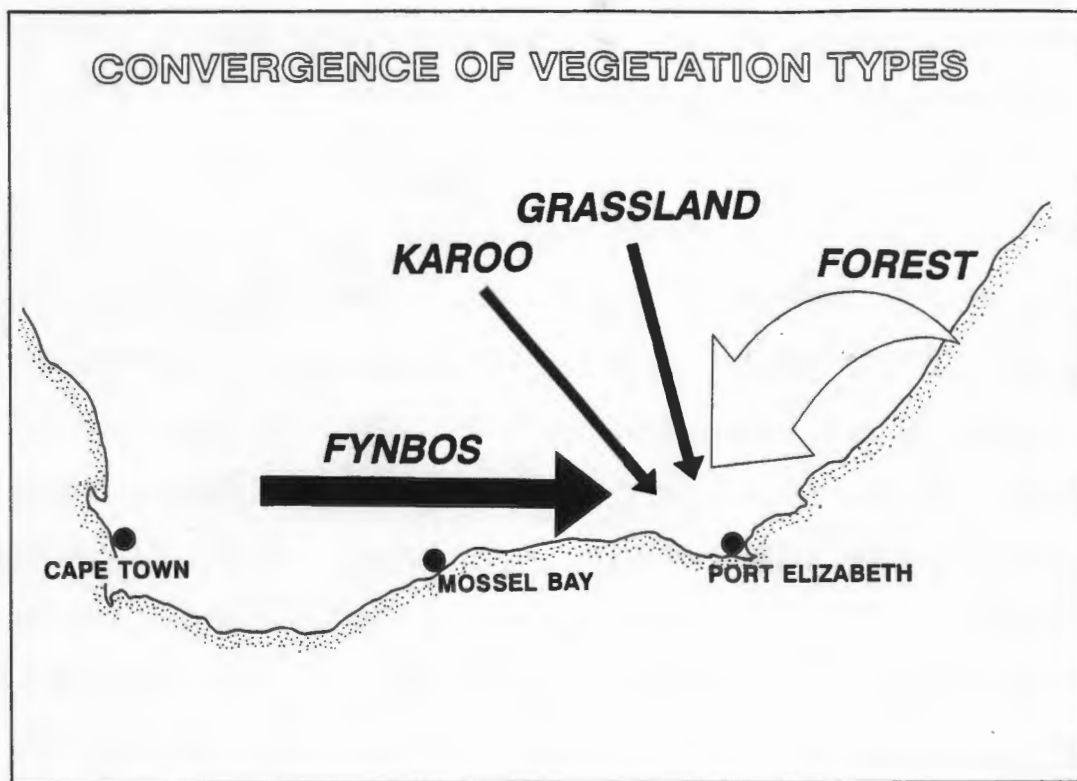 CONVERGENCE OF VEGETATION TYPES
GRASSLAND
KAROO
FOREST
FYNBOS
CAPE TOWN
MOSSEL BAY
PORT ELIZABETH